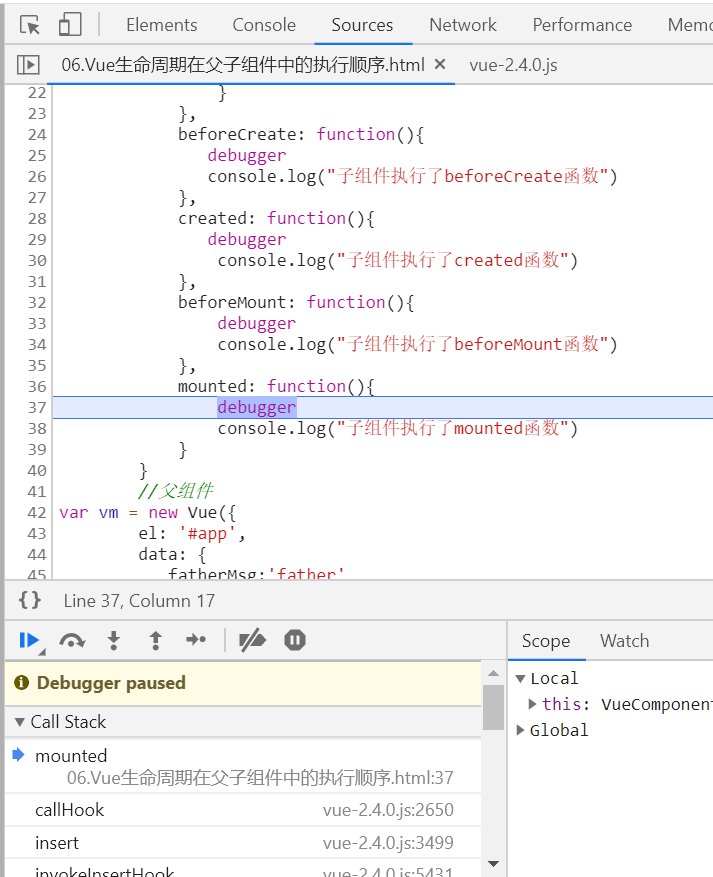 Elements Console Sources Network Performance Memo
06.Vue生命周期在父子组件中的执行顺序.html × vue-2.4.0.js
22 }
23 },
24 beforeCreate: function(){
25 debugger
26 console.log("子组件执行了beforeCreate函数")
27 },
28 created: function(){
29 debugger
30 console.log("子组件执行了created函数")
31 },
32 beforeMount: function(){
33 debugger
34 console.log("子组件执行了beforeMount函数")
35 },
36 mounted: function(){
37 debugger
38 console.log("子组件执行了mounted函数")
39 }
40 }
41 //父组件
42 var vm = new Vue({
43 el: '#app',
44 data: {
45 fatherMsg:'father'
{} Line 37, Column 17
Scope Watch
Debugger paused
Call Stack
mounted
06.Vue生命周期在父子组件中的执行顺序.html:37
callHook vue-2.4.0.js:2650
insert vue-2.4.0.js:3499
invokeInsertHook vue-2.4.0.js:5431
Local
this: VueComponent
Global